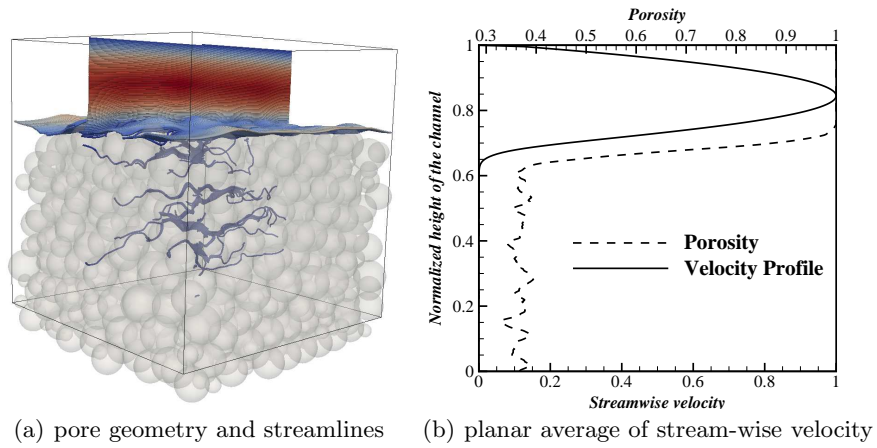 Porosity
0.3 0.4 0.5 0.6 0.7 0.8 0.9 1
1
0.8
0.6
0.4
0.2
0
Normalized height of the channel
Porosity
Velocity Profile
0 0.2 0.4 0.6 0.8 1
Streamwise velocity
(a) pore geometry and streamlines
(b) planar average of stream-wise velocity